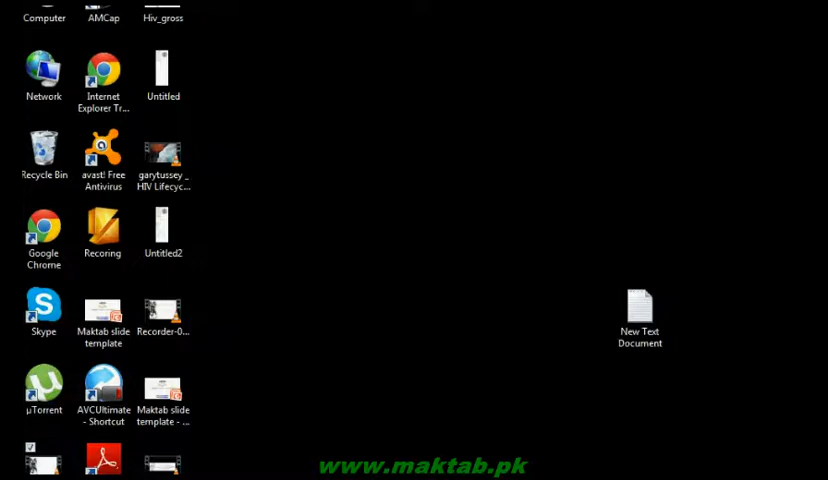 Computer
AMCap
Hiv_gross
Network
Internet
Explorer Tr...
Untitled
Recycle Bin
avast! Free
Antivirus
garytussey _
HIV Lifecyc...
Google
Chrome
Recoring
Untitled2
Skype
Maktab slide
template
Recorder-0...
New Text
Document
µTorrent
AVCUltimate
- Shortcut
Maktab slide
template - ...
www.maktab.pk